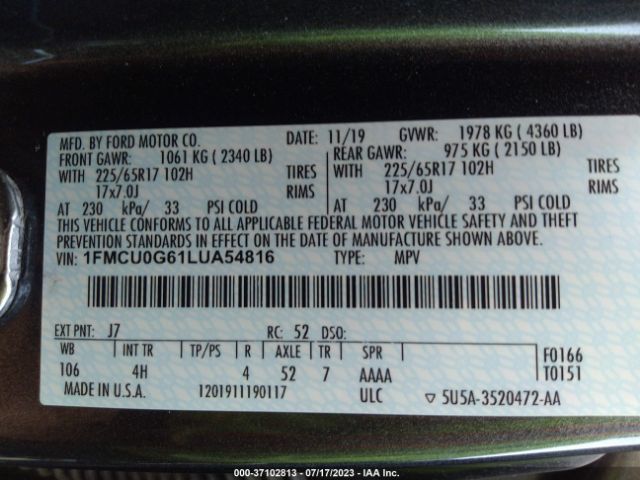 MFD. BY FORD MOTOR CO. DATE: 11/19 GVWR: 1978 KG ( 4360 LB)
FRONT GAWR: 1061 KG ( 2340 LB) REAR GAWR: 975 KG ( 2150 LB)
WITH 225/65R17 102H TIRES WITH 225/65R17 102H TIRES
17x7.0J RIMS 17x7.0J RIMS
AT 230 kPa/ 33 PSI COLD AT 230 kPa/ 33 PSI COLD
THIS VEHICLE CONFORMS TO ALL APPLICABLE FEDERAL MOTOR VEHICLE SAFETY AND THEFT
PREVENTION STANDARDS IN EFFECT ON THE DATE OF MANUFACTURE SHOWN ABOVE.
VIN: 1FMCU0G61LUA54816 TYPE: MPV
EXT PNT: J7 RC: 52 DSO:
WB INT TR TP/PS R AXLE TR SPR F0166
106 4H 4 52 7 AAAA T0151
MADE IN U.S.A. 1201911190117 ULC ▽ 5U5A-3520472-AA
000-37102813 - 07/17/2023 - IAA Inc.